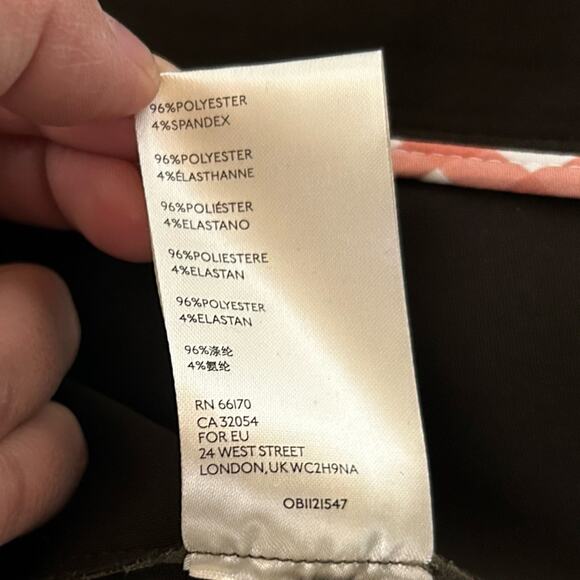 96%POLYESTER
4%SPANDEX
96%POLYESTER
4%ÉLASTHANNE
96%POLIÉSTER
4%ELASTANO
96%POLIESTERE
4%ELASTAN
96%POLYESTER
4%ELASTAN
96%涤纶
4%氨纶
RN 66170
CA 32054
FOR EU
24 WEST STREET
LONDON,UK WC2H9NA
OB1121547